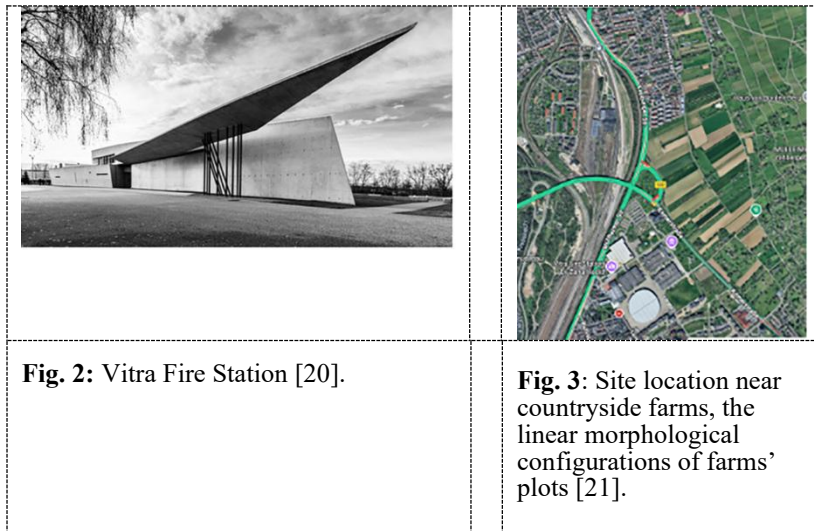 Fig. 2: Vitra Fire Station [20].
Fig. 3: Site location near
countryside farms, the
linear morphological
configurations of farms’
plots [21].